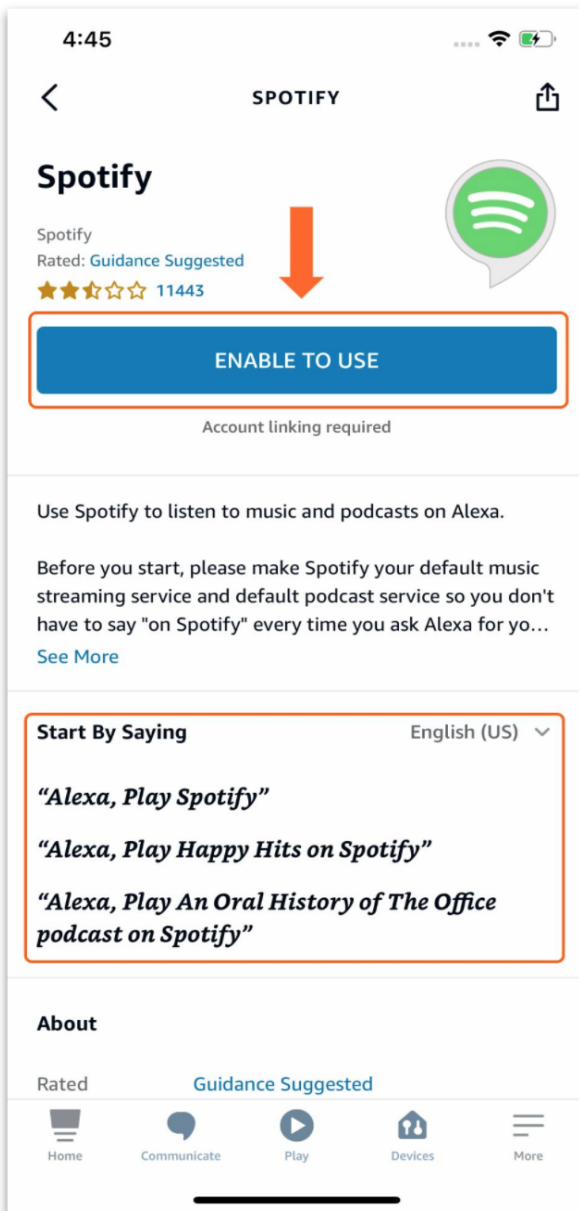 4:45
SPOTIFY
Spotify
Spotify
Rated: Guidance Suggested
11443
ENABLE TO USE
Account linking required
Use Spotify to listen to music and podcasts on Alexa.
Before you start, please make Spotify your default music
streaming service and default podcast service so you don't
have to say "on Spotify" every time you ask Alexa for yo...
See More
Start By Saying English (US)
“Alexa, Play Spotify”
“Alexa, Play Happy Hits on Spotify”
“Alexa, Play An Oral History of The Office
podcast on Spotify”
About
Rated Guidance Suggested
Home Communicate Play Devices More